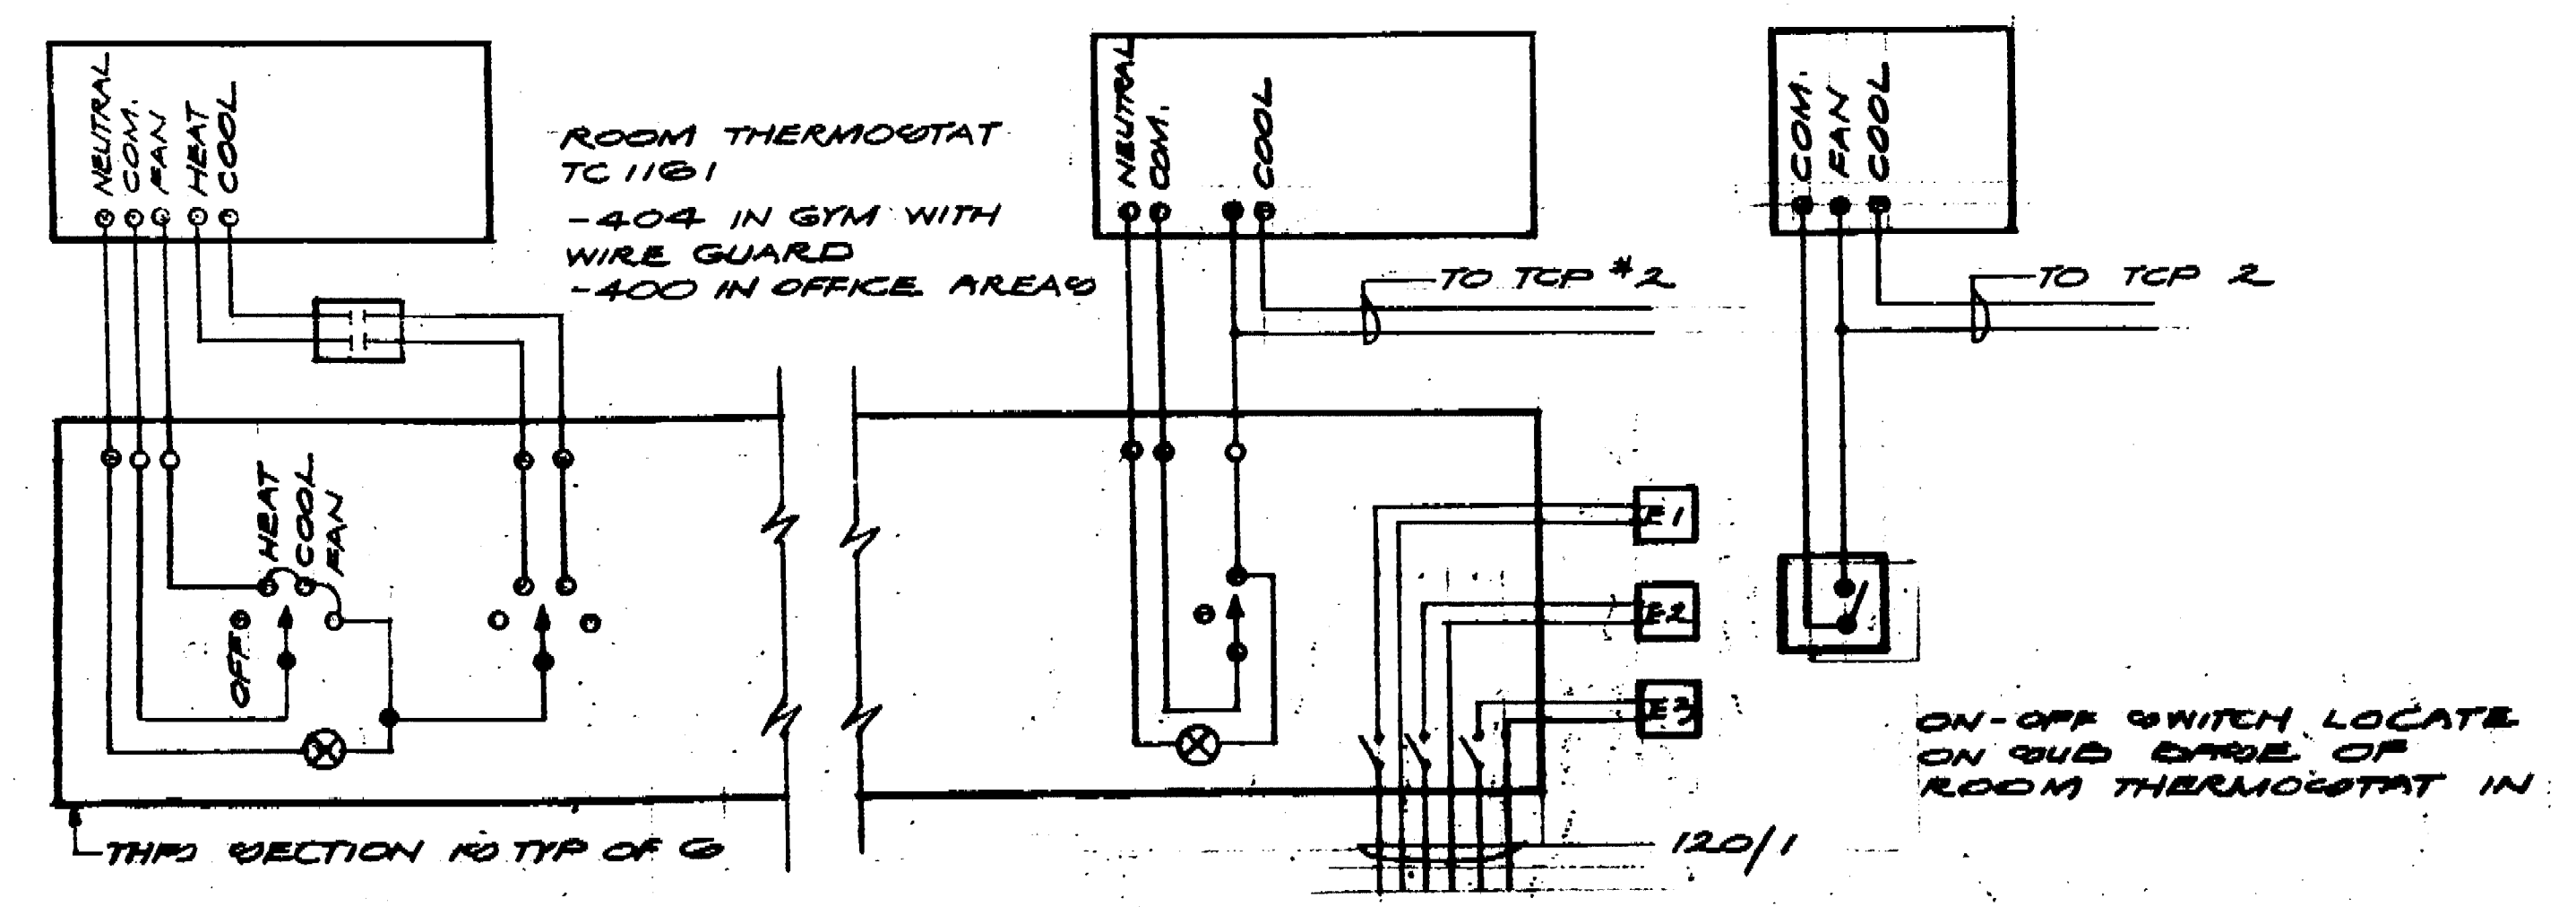 NEUTRAL
COM.
FAN
HEAT
COOL
ROOM THERMOSTAT
TC 1161
-404 IN GYM WITH
WIRE GUARD
-400 IN OFFICE AREAS
NEUTRAL
COM.
COOL
TO TCP #2
COM.
FAN
COOL
TO TCP 2
HEAT
COOL
FAN
OFF
E1
E2
E3
ON-OFF SWITCH LOCATE
ON SUB BASE OF
ROOM THERMOSTAT IN
THIS SECTION IS TYP OF 6
120/1